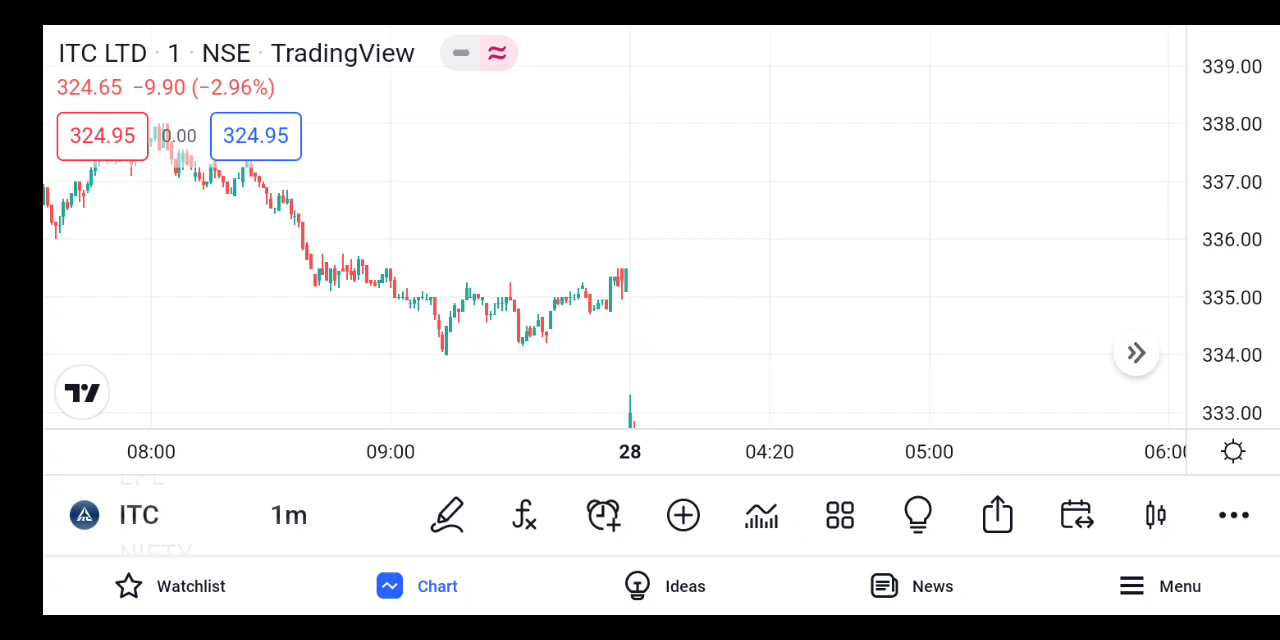 ITC LTD · 1 · NSE · TradingView
324.65 −9.90 (−2.96%)
324.95 0.00 324.95
339.00
338.00
337.00
336.00
335.00
334.00
333.00
08:00 09:00 28 04:20 05:00 06:00
ITC 1m
NIFTY
Watchlist Chart Ideas News Menu